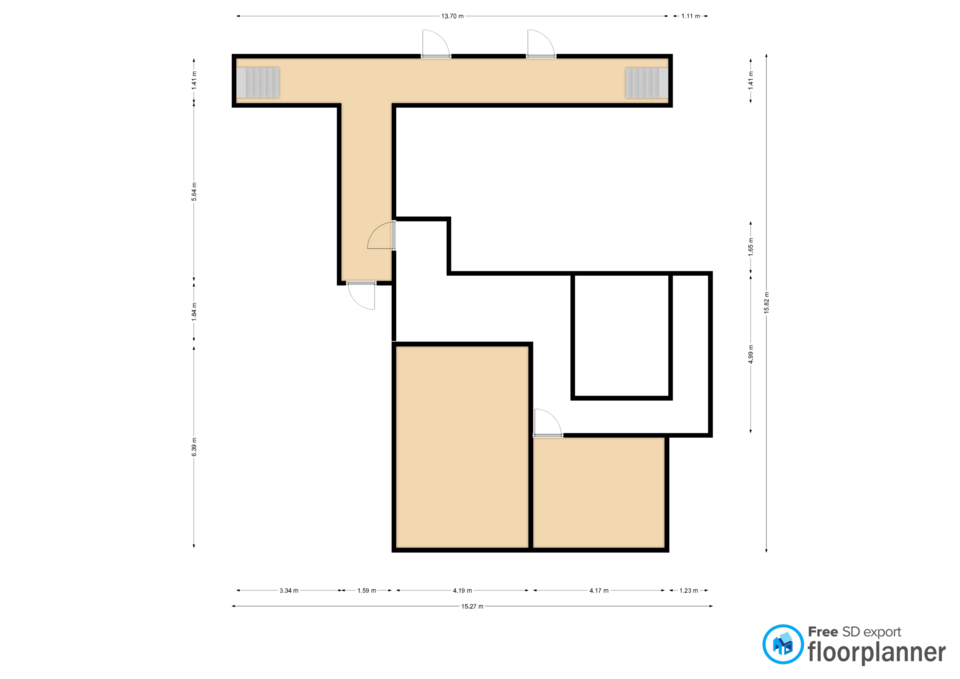 13.70 m
1.11 m
1.41 m
1.41 m
5.64 m
1.65 m
15.82 m
1.84 m
4.99 m
6.39 m
3.34 m
1.59 m
4.19 m
4.17 m
1.23 m
15.27 m
Free SD export
floorplanner